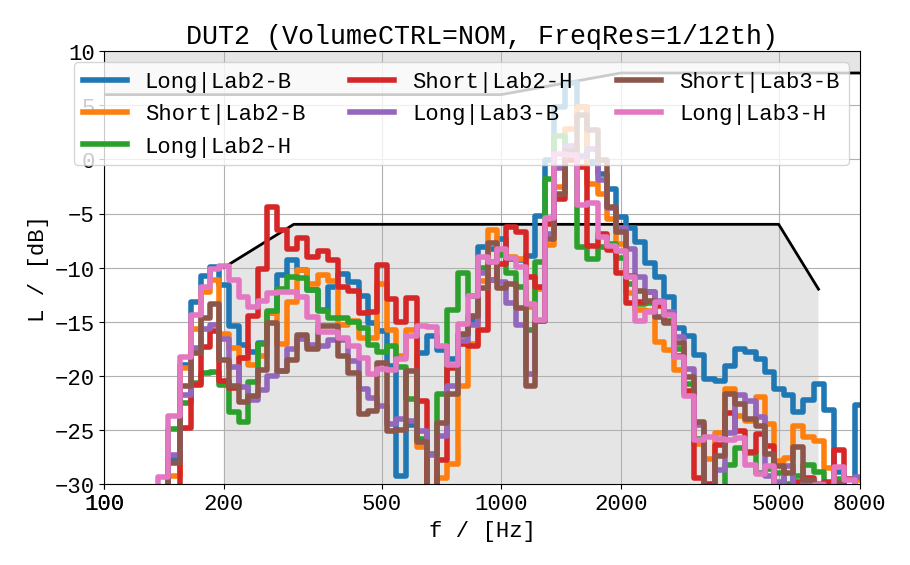 DUT2 (VolumeCTRL=NOM, FreqRes=1/12th)
Long|Lab2-B
Short|Lab2-B
Long|Lab2-H
Short|Lab2-H
Long|Lab3-B
Short|Lab3-B
Long|Lab3-H
L / [dB]
10
5
0
−5
−10
−15
−20
−25
−30
100 200 500 1000 2000 5000 8000
f / [Hz]